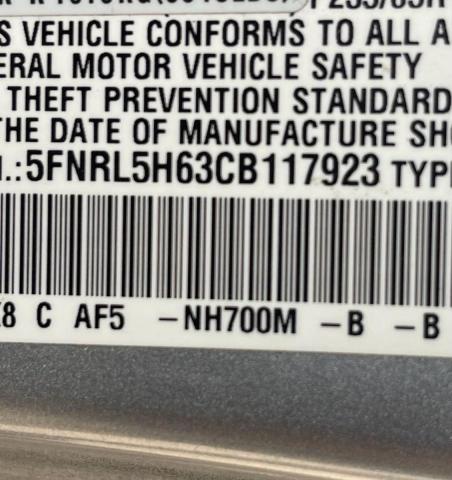 S VEHICLE CONFORMS TO ALL A
ERAL MOTOR VEHICLE SAFETY
THEFT PREVENTION STANDARD
THE DATE OF MANUFACTURE SH
.:5FNRL5H63CB117923 TYP
8 C AF5 -NH700M -B -B